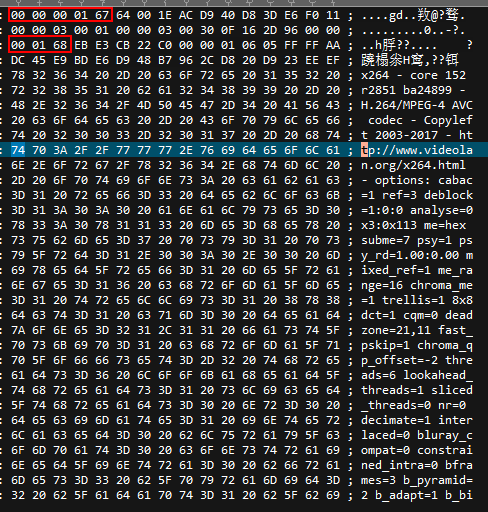 : 00 00 00 01 67 64 00 1E AC D9 40 D8 3D E6 F0 11 ; ....gd..敤@?骛.
: 00 00 03 00 01 00 00 03 00 30 0F 16 2D 96 00 00 ; .........0..-?.
: 00 01 68 EB E3 CB 22 C0 00 00 01 06 05 FF FF AA ; ..h脬??....
: DC 45 E9 BD E6 D9 48 B7 96 2C D8 20 D9 23 EE EF ;
: 78 32 36 34 20 2D 20 63 6F 72 65 20 31 35 32 20 ; x264 - core 152
: 72 32 38 35 31 20 62 61 32 34 38 39 39 20 2D 20 ; r2851 ba24899 -
: 48 2E 32 36 34 2F 4D 50 45 47 2D 34 20 41 56 43 ; H.264/MPEG-4 AVC
: 20 63 6F 64 65 63 20 2D 20 43 6F 70 79 6C 65 66 ; codec - Copylef
: 74 20 32 30 30 33 2D 32 30 31 37 20 2D 20 68 74 ; t 2003-2017 - ht
: 74 70 3A 2F 2F 77 77 77 2E 76 69 64 65 6F 6C 61 ; tp://www.videola
: 6E 2E 6F 72 67 2F 78 32 36 34 2E 68 74 6D 6C 20 ; n.org/x264.html
: 2D 20 6F 70 74 69 6F 6E 73 3A 20 63 61 62 61 63 ; - options: cabac
: 3D 31 20 72 65 66 3D 33 20 64 65 62 6C 6F 63 6B ; =1 ref=3 deblock
: 3D 31 3A 30 3A 30 20 61 6E 61 6C 79 73 65 3D 30 ; =1:0:0 analyse=0
: 78 33 3A 30 78 31 31 33 20 6D 65 3D 68 65 78 20 ; x3:0x113 me=hex
: 73 75 62 6D 65 3D 37 20 70 73 79 3D 31 20 70 73 ; subme=7 psy=1 ps
: 79 5F 72 64 3D 31 2E 30 30 3A 30 2E 30 30 20 6D ; y_rd=1.00:0.00 m
: 69 78 65 64 5F 72 65 66 3D 31 20 6D 65 5F 72 61 ; ixed_ref=1 me_ra
: 6E 67 65 3D 31 36 20 63 68 72 6F 6D 61 5F 6D 65 ; nge=16 chroma_me
: 3D 31 20 74 72 65 6C 6C 69 73 3D 31 20 38 78 38 ; =1 trellis=1 8x8
: 64 63 74 3D 31 20 63 71 6D 3D 30 20 64 65 61 64 ; dct=1 cqm=0 dead
: 7A 6F 6E 65 3D 32 31 2C 31 31 20 66 61 73 74 5F ; zone=21,11 fast_
: 70 73 6B 69 70 3D 31 20 63 68 72 6F 6D 61 5F 71 ; pskip=1 chroma_q
: 70 5F 6F 66 66 73 65 74 3D 2D 32 20 74 68 72 65 ; p_offset=-2 thre
: 61 64 73 3D 36 20 6C 6F 6F 6B 61 68 65 61 64 5F ; ads=6 lookahead_
: 74 68 72 65 61 64 73 3D 31 20 73 6C 69 63 65 64 ; threads=1 sliced
: 5F 74 68 72 65 61 64 73 3D 30 20 6E 72 3D 30 20 ; _threads=0 nr=0
: 64 65 63 69 6D 61 74 65 3D 31 20 69 6E 74 65 72 ; decimate=1 inter
: 6C 61 63 65 64 3D 30 20 62 6C 75 72 61 79 5F 63 ; laced=0 bluray_c
: 6F 6D 70 61 74 3D 30 20 63 6F 6E 73 74 72 61 69 ; ompat=0 constrai
: 6E 65 64 5F 69 6E 74 72 61 3D 30 20 62 66 72 61 ; ned_intra=0 bfra
: 6D 65 73 3D 33 20 62 5F 70 79 72 61 6D 69 64 3D ; mes=3 b_pyramid=
: 32 20 62 5F 61 64 61 70 74 3D 31 20 62 5F 62 69 ; 2 b_adapt=1 b_bi